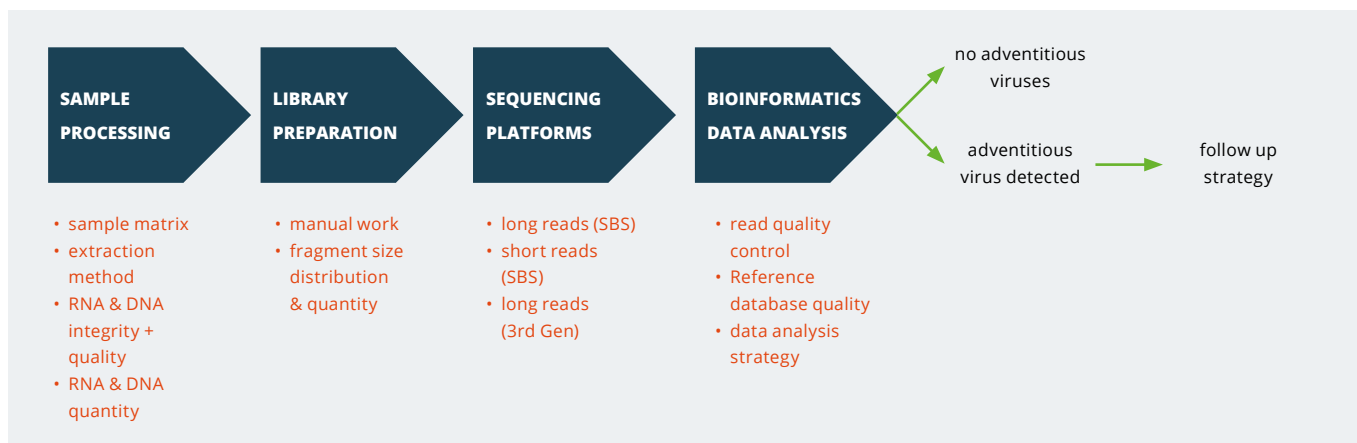 SAMPLE
PROCESSING
LIBRARY
PREPARATION
SEQUENCING
PLATFORMS
BIOINFORMATICS
DATA ANALYSIS
no adventitious
viruses
adventitious
virus detected
follow up
strategy
• sample matrix
• extraction
method
• RNA & DNA
integrity +
quality
• RNA & DNA
quantity
• manual work
• fragment size
distribution
& quantity
• long reads (SBS)
• short reads
(SBS)
• long reads
(3rd Gen)
• read quality
control
• Reference
database quality
• data analysis
strategy